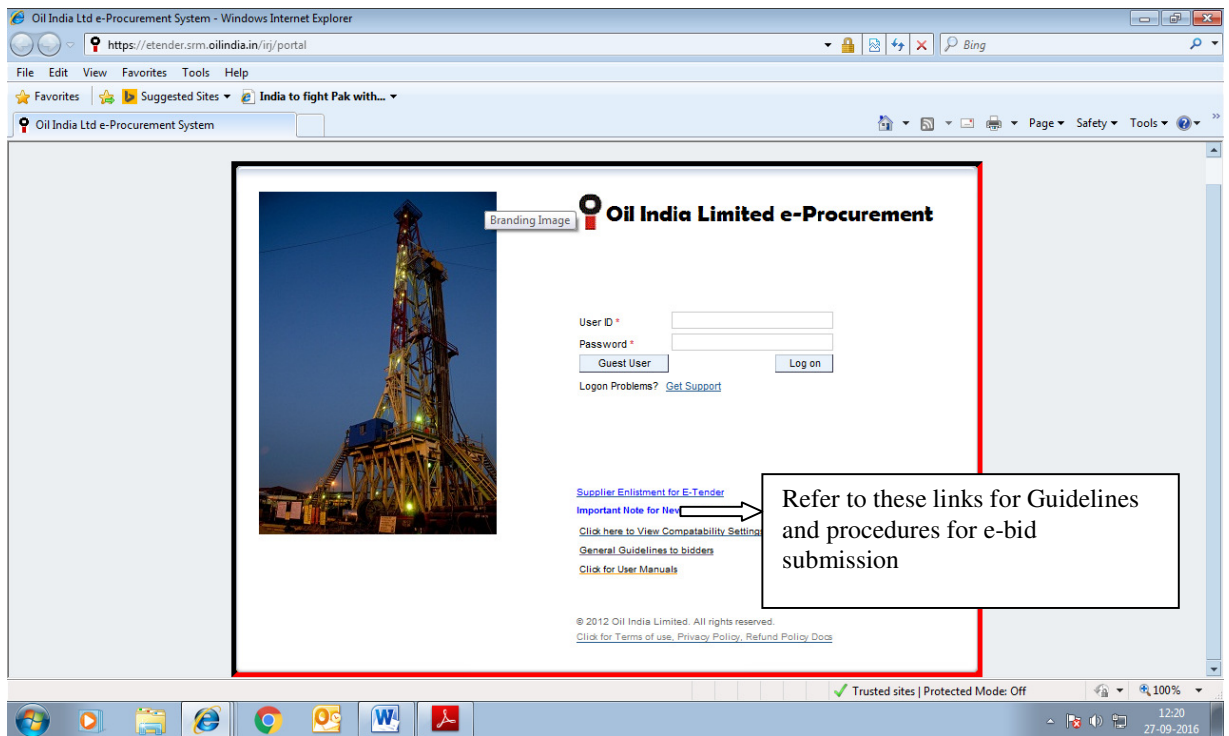 Oil India Ltd e-Procurement System - Windows Internet Explorer
https://etender.srm.oilindia.in/irj/portal
Bing
File Edit View Favorites Tools Help
Favorites Suggested Sites India to fight Pak with...
Oil India Ltd e-Procurement System
Page Safety Tools
Branding Image
Oil India Limited e-Procurement
User ID *
Password *
Guest User Log on
Logon Problems? Get Support
Supplier Enlistment for E-Tender
Important Note for New
Click here to View Compatability Setting
General Guidelines to bidders
Click for User Manuals
Refer to these links for Guidelines
and procedures for e-bid
submission
© 2012 Oil India Limited. All rights reserved.
Click for Terms of use, Privacy Policy, Refund Policy Docs
Trusted sites | Protected Mode: Off 100%
12:20
27-09-2016